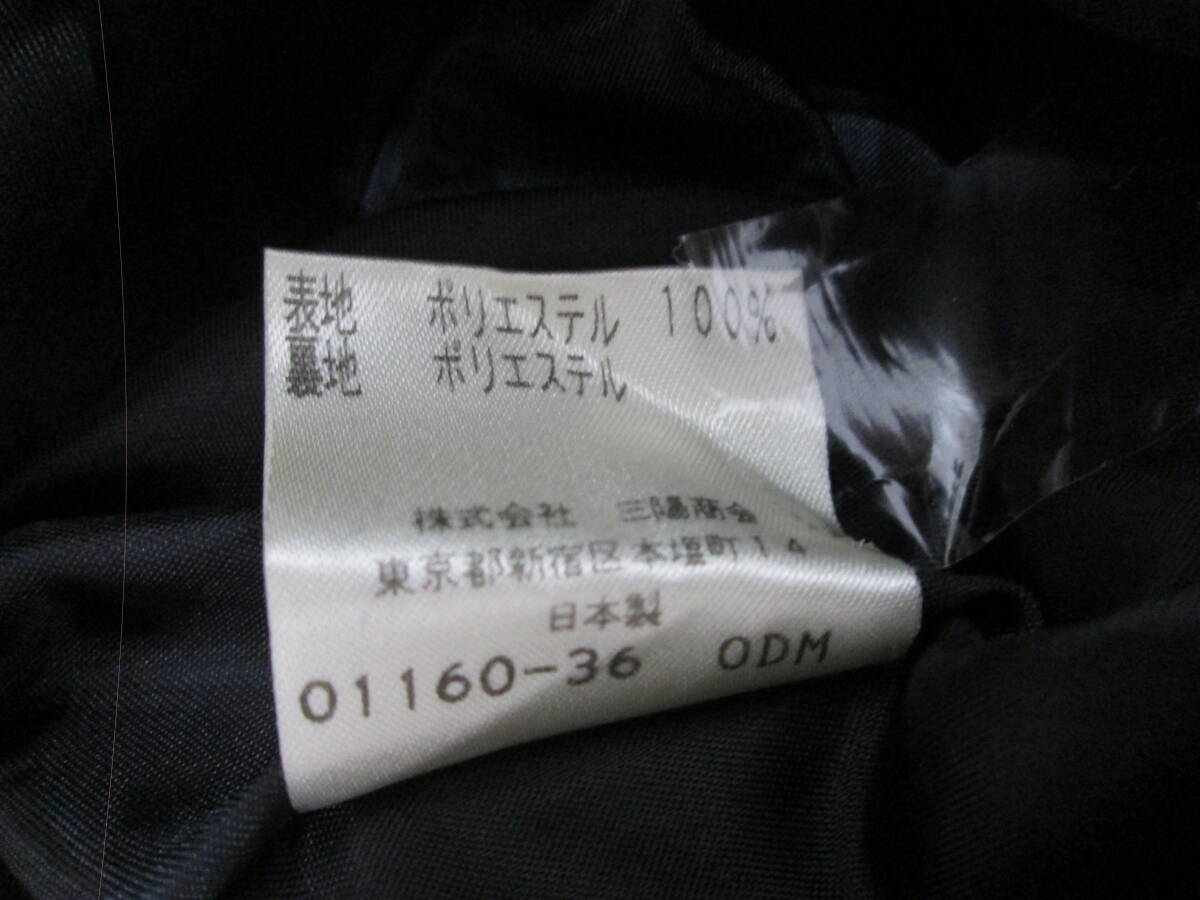 表地 ポリエステル 100%
裏地 ポリエステル
株式会社 三陽商会
東京都新宿区本塩町14
日本製
01160-36 ODM